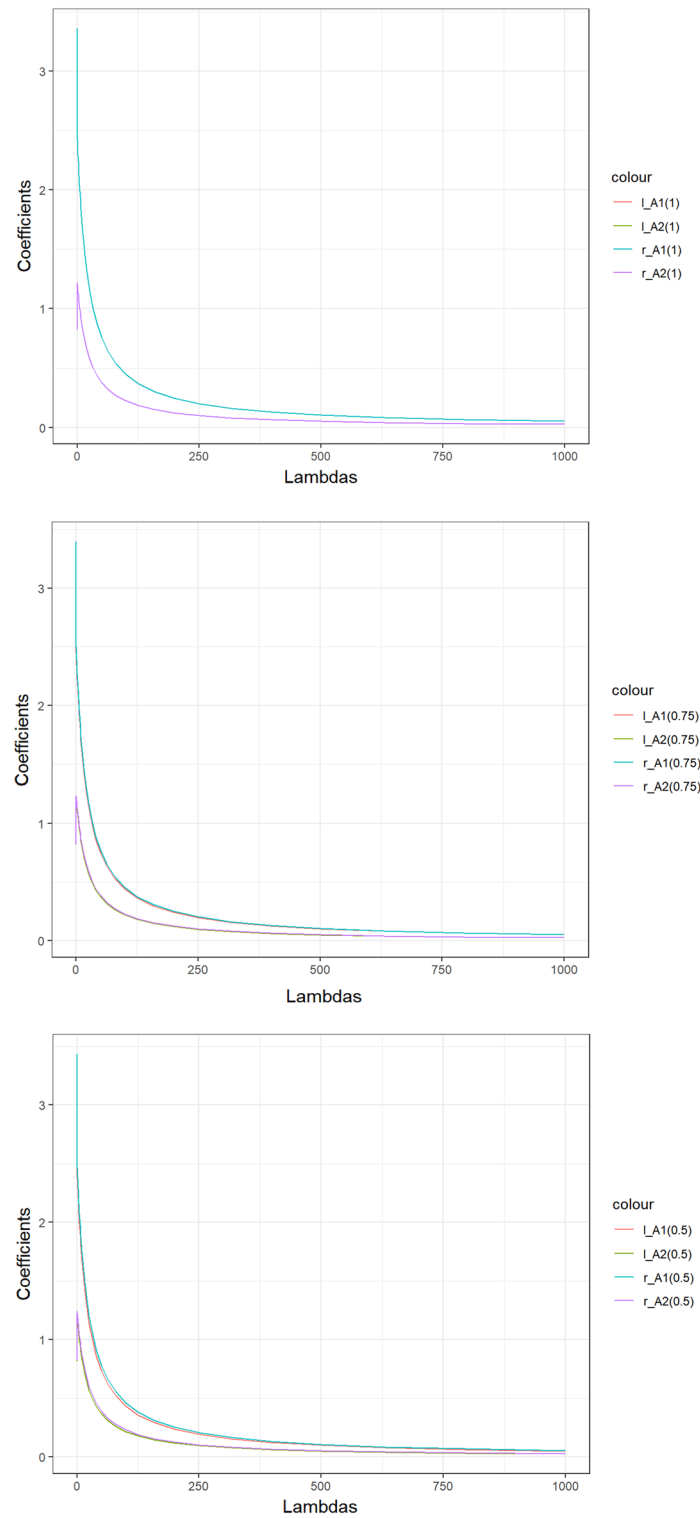 3
2
1
0
Coefficients
0 250 500 750 1000
Lambdas
colour
l_A1(1)
l_A2(1)
r_A1(1)
r_A2(1)
3
2
1
0
Coefficients
0 250 500 750 1000
Lambdas
colour
l_A1(0.75)
l_A2(0.75)
r_A1(0.75)
r_A2(0.75)
3
2
1
0
Coefficients
0 250 500 750 1000
Lambdas
colour
l_A1(0.5)
l_A2(0.5)
r_A1(0.5)
r_A2(0.5)